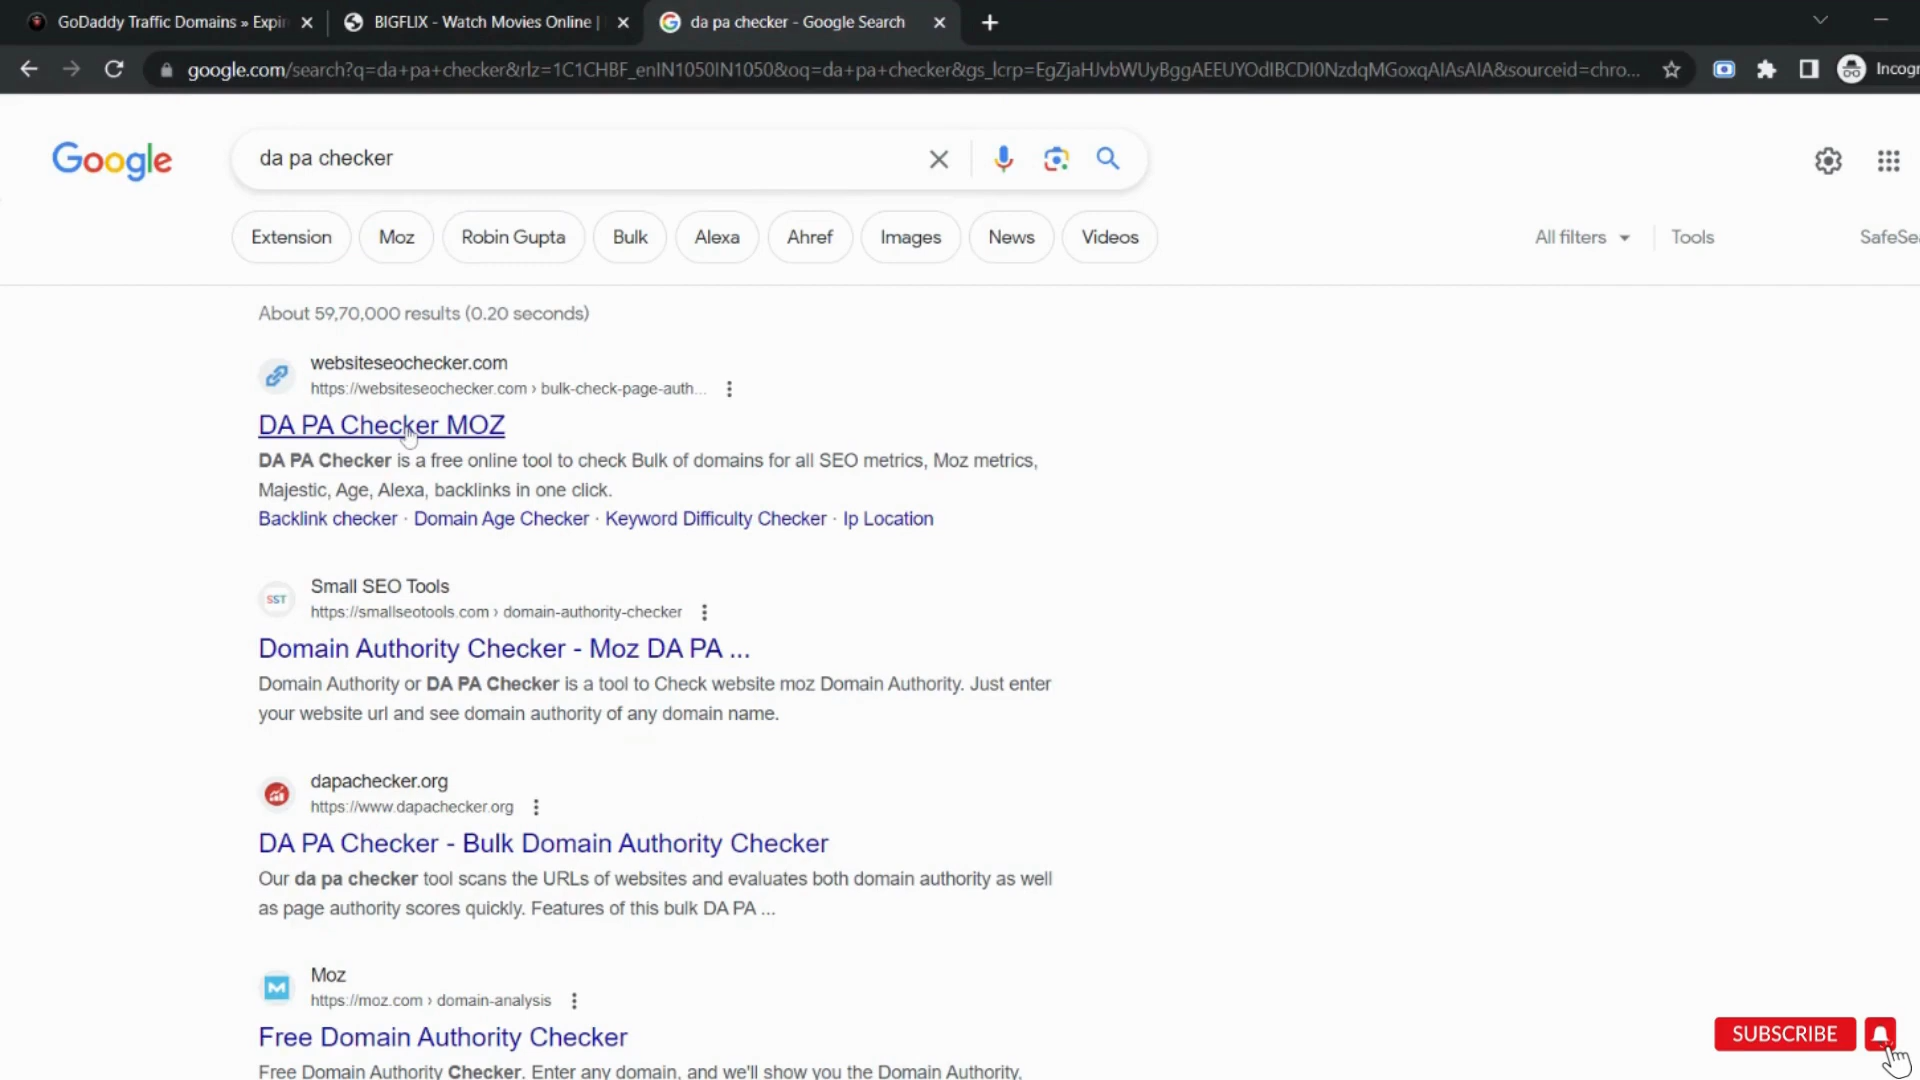 GoDaddy Traffic Domains » Expir
BIGFLIX - Watch Movies Online |
da pa checker - Google Search
google.com/search?q=da+pa+checker&rlz=1C1CHBF_enIN1050IN1050&oq=da+pa+checker&gs_lcrp=EgZjaHJvbWUyBggAEEUYOdIBCDI0NzdqMGoxqAIAsAIA&sourceid=chro...
Incogn
Google
da pa checker
Extension
Moz
Robin Gupta
Bulk
Alexa
Ahref
Images
News
Videos
All filters
Tools
SafeSea
About 59,70,000 results (0.20 seconds)
websiteseochecker.com
https://websiteseochecker.com › bulk-check-page-auth...
DA PA Checker MOZ
DA PA Checker is a free online tool to check Bulk of domains for all SEO metrics, Moz metrics,
Majestic, Age, Alexa, backlinks in one click.
Backlink checker · Domain Age Checker · Keyword Difficulty Checker · Ip Location
SST
Small SEO Tools
https://smallseotools.com › domain-authority-checker
Domain Authority Checker - Moz DA PA ...
Domain Authority or DA PA Checker is a tool to Check website moz Domain Authority. Just enter
your website url and see domain authority of any domain name.
dapachecker.org
https://www.dapachecker.org
DA PA Checker - Bulk Domain Authority Checker
Our da pa checker tool scans the URLs of websites and evaluates both domain authority as well
as page authority scores quickly. Features of this bulk DA PA ...
M
Moz
https://moz.com › domain-analysis
Free Domain Authority Checker
Free Domain Authority Checker. Enter any domain, and we'll show you the Domain Authority,
SUBSCRIBE